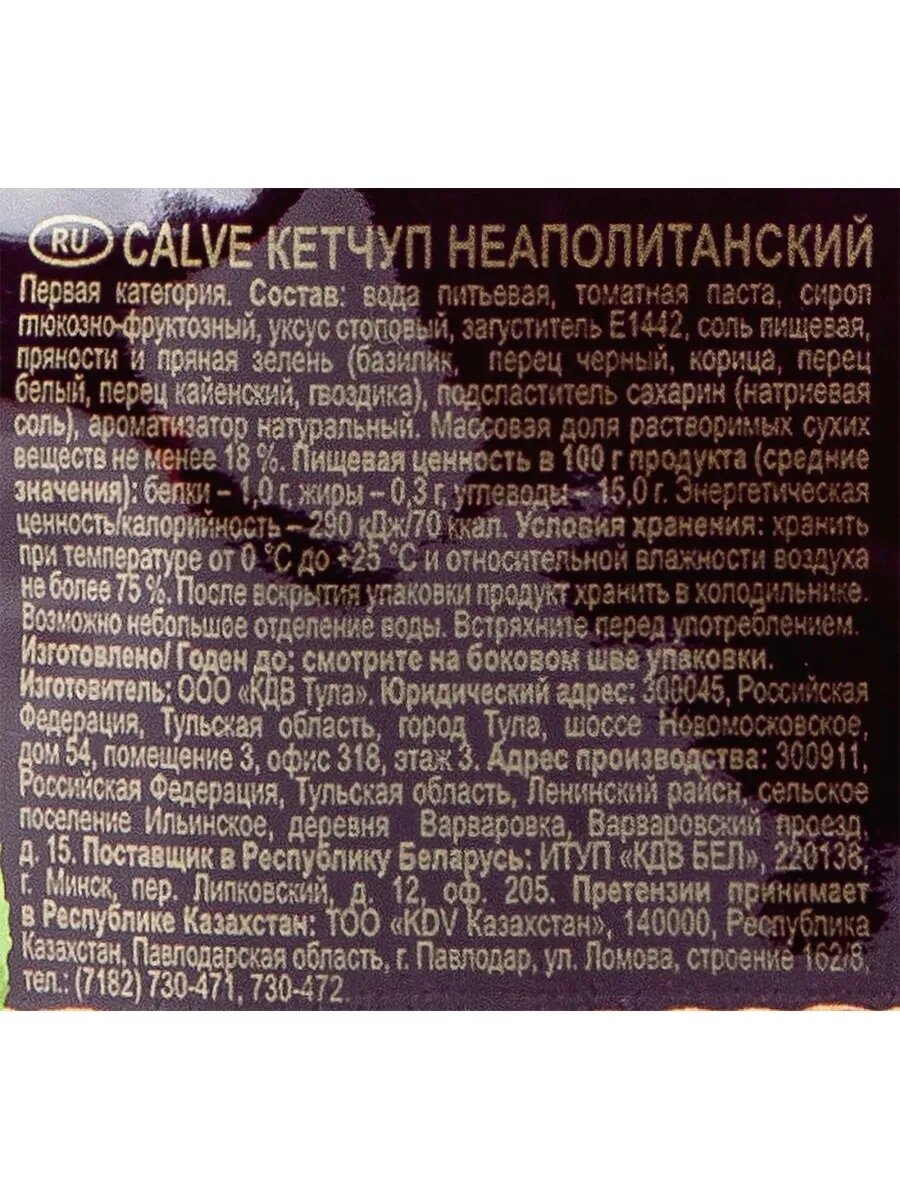 RU CALVE КЕТЧУП НЕАПОЛИТАНСКИЙ
Первая категория. Состав: вода питьевая, томатная паста, сироп
глюкозно-фруктозный, уксус столовый, загуститель Е1442, соль пищевая,
пряности и пряная зелень (базилик, перец черный, корица, перец
белый, перец кайенский, гвоздика), подсластитель сахарин (натриевая
соль), ароматизатор натуральный. Массовая доля растворимых сухих
веществ не менее 18 %. Пищевая ценность в 100 г продукта (средние
значения): белки – 1,0 г, жиры – 0,3 г, углеводы – 15,0 г. Энергетическая
ценность/калорийность – 290 кДж/70 ккал. Условия хранения: хранить
при температуре от 0 °С до +25 °С и относительной влажности воздуха
не более 75 %. После вскрытия упаковки продукт хранить в холодильнике.
Возможно небольшое отделение воды. Встряхните перед употреблением.
Изготовлено/ Годен до: смотрите на боковом шве упаковки.
Изготовитель: ООО «КДВ Тула». Юридический адрес: 300045, Российская
Федерация, Тульская область, город Тула, шоссе Новомосковское,
дом 54, помещение 3, офис 318, этаж 3. Адрес производства: 300911,
Российская Федерация, Тульская область, Ленинский район, сельское
поселение Ильинское, деревня Варваровка, Варваровский проезд,
д. 15. Поставщик в Республику Беларусь: ИТУП «КДВ БЕЛ», 220138,
г. Минск, пер. Липковский, д. 12, оф. 205. Претензии принимает
в Республике Казахстан: ТОО «KDV Казахстан», 140000, Республика
Казахстан, Павлодарская область, г. Павлодар, ул. Ломова, строение 162/8,
тел.: (7182) 730-471, 730-472.